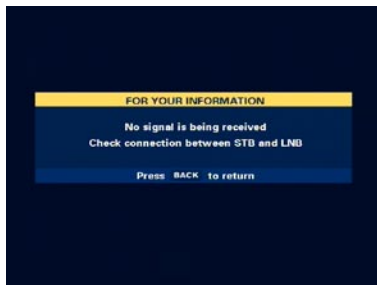 FOR YOUR INFORMATION
No signal is being received
Check connection between STB and LNB
Press BACK to return